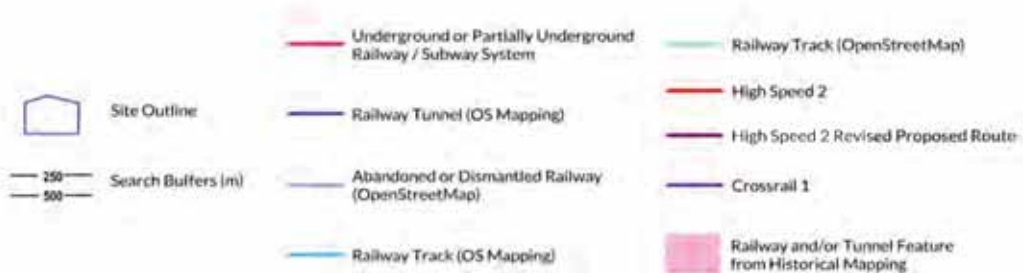 Site Outline
250
500
Search Buffers (m)
Underground or Partially Underground
Railway / Subway System
Railway Tunnel (OS Mapping)
Abandoned or Dismantled Railway
(OpenStreetMap)
Railway Track (OS Mapping)
Railway Track (OpenStreetMap)
High Speed 2
High Speed 2 Revised Proposed Route
Crossrail 1
Railway and/or Tunnel Feature
from Historical Mapping